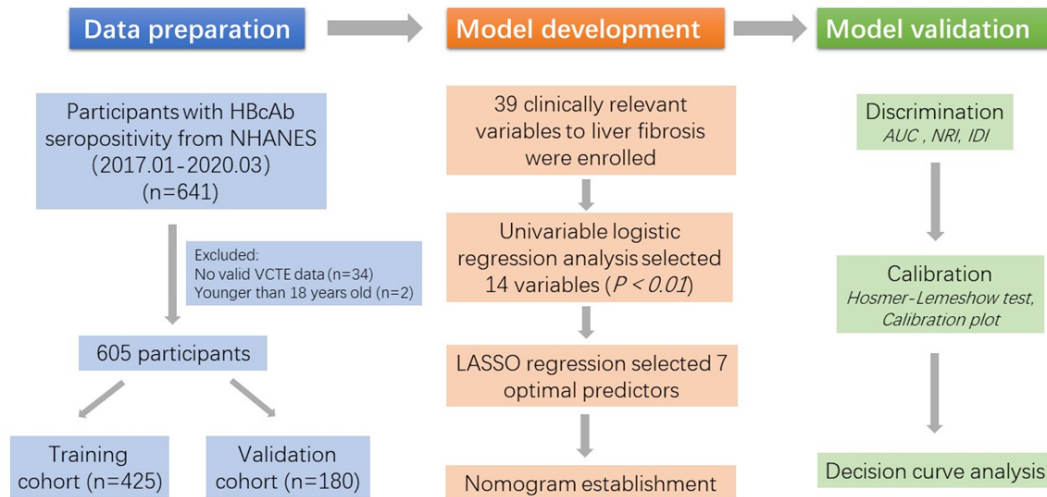 Data preparation
Model development
Model validation
Participants with HBcAb
seropositivity from NHANES
(2017.01-2020.03)
(n=641)
Excluded:
No valid VCTE data (n=34)
Younger than 18 years old (n=2)
605 participants
Training
cohort (n=425)
Validation
cohort (n=180)
39 clinically relevant
variables to liver fibrosis
were enrolled
Univariable logistic
regression analysis selected
14 variables (P < 0.01)
LASSO regression selected 7
optimal predictors
Nomogram establishment
Discrimination
AUC , NRI, IDI
Calibration
Hosmer-Lemeshow test,
Calibration plot
Decision curve analysis